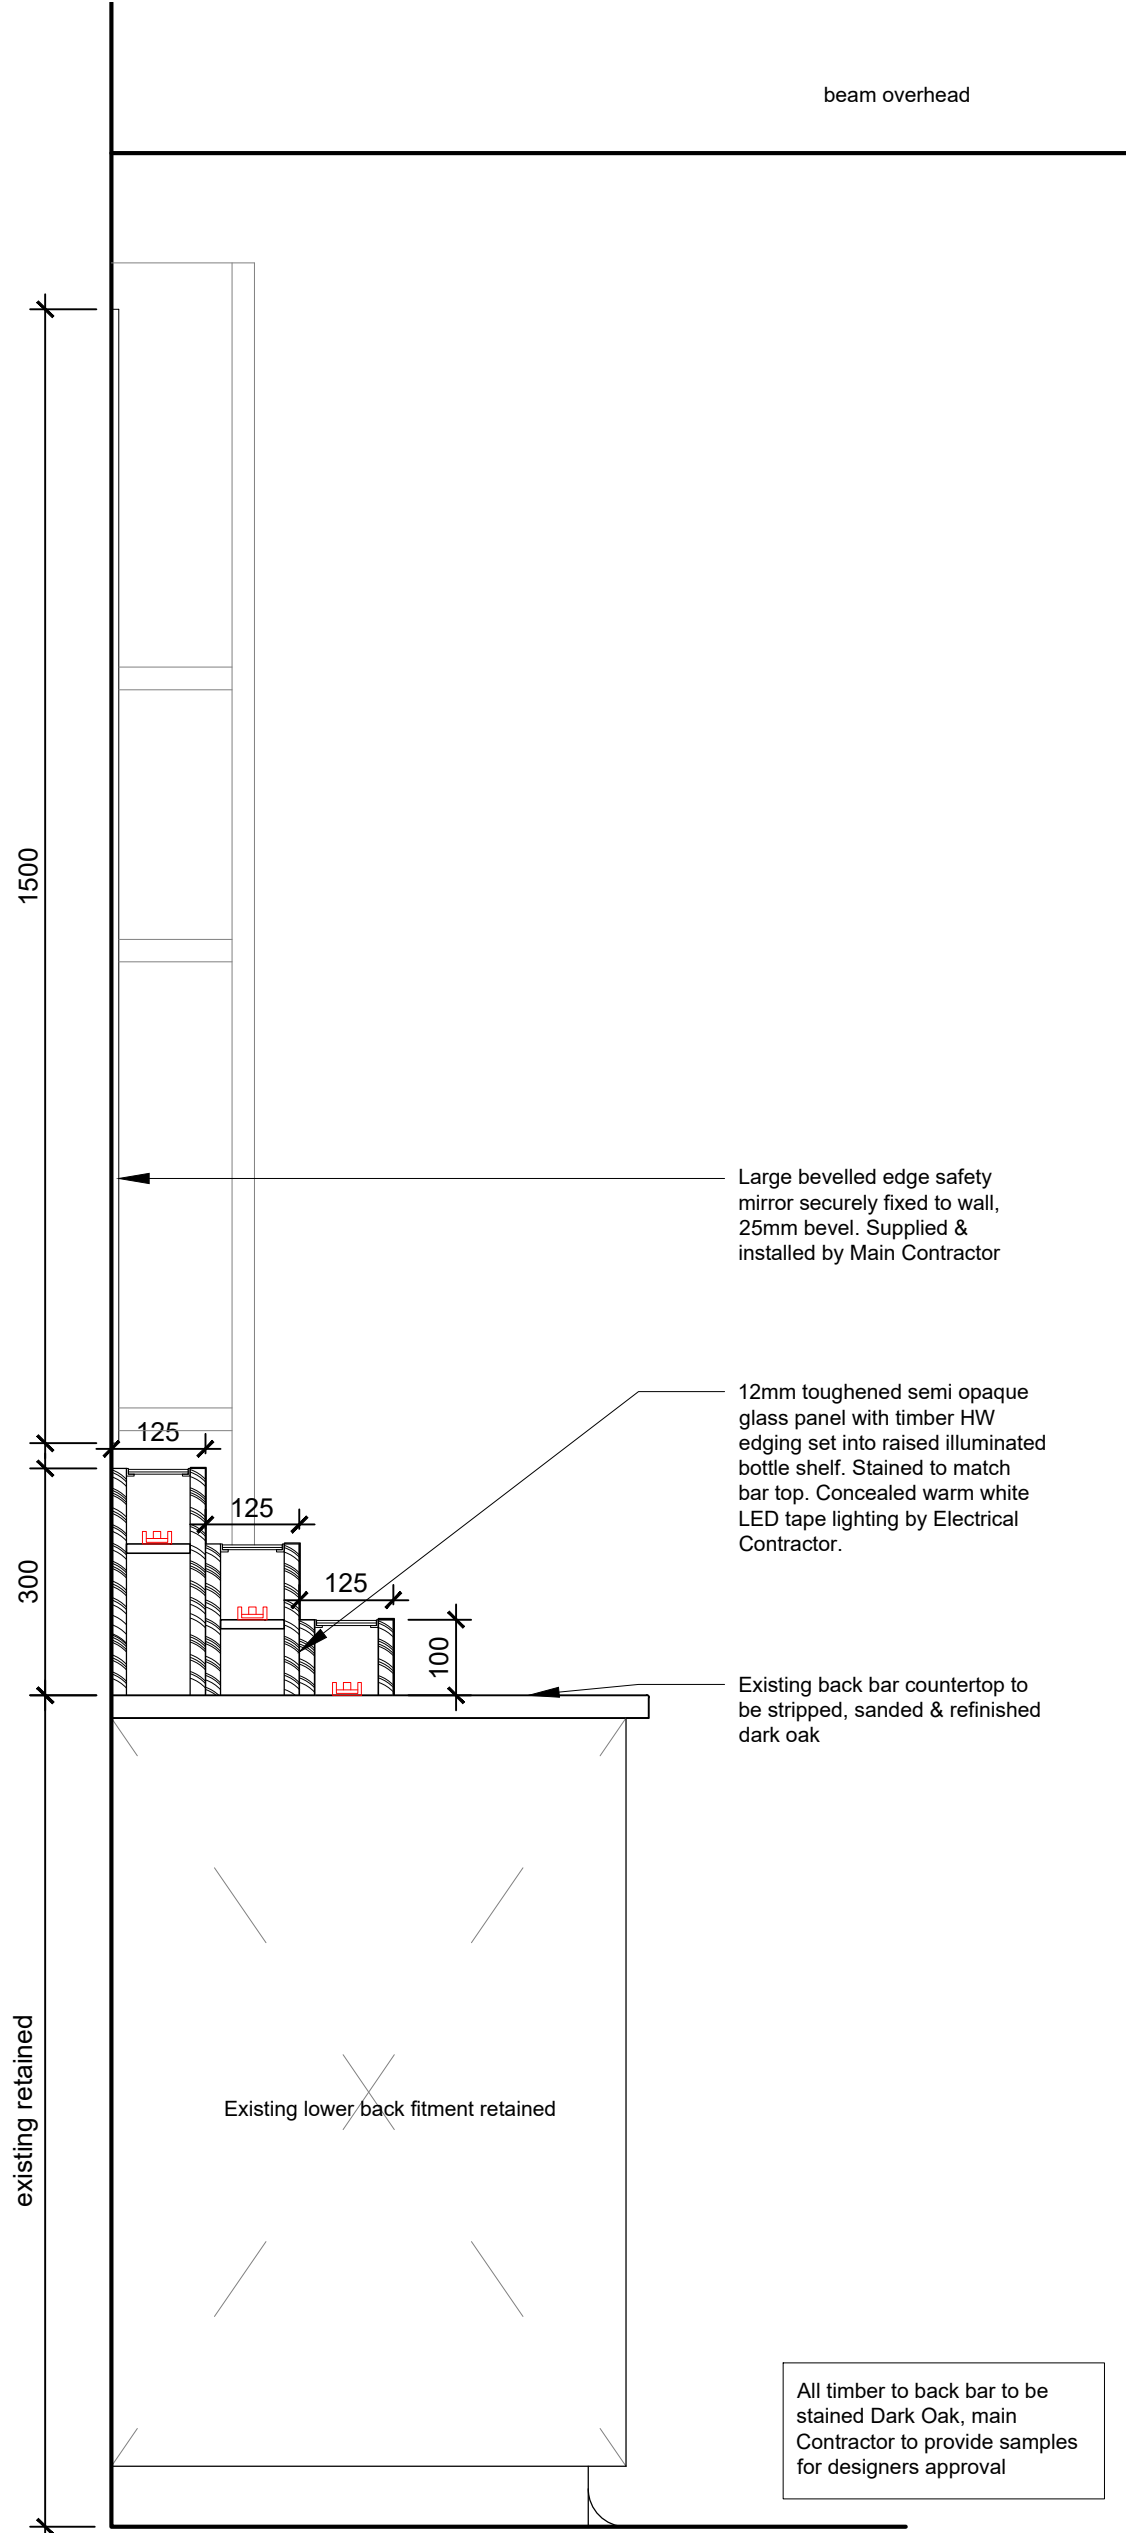 beam overhead
1500
Large bevelled edge safety
mirror securely fixed to wall,
25mm bevel. Supplied &
installed by Main Contractor
12mm toughened semi opaque
glass panel with timber HW
edging set into raised illuminated
bottle shelf. Stained to match
bar top. Concealed warm white
LED tape lighting by Electrical
Contractor.
125
125
125
300
100
Existing back bar countertop to
be stripped, sanded & refinished
dark oak
existing retained
Existing lower back fitment retained
All timber to back bar to be
stained Dark Oak, main
Contractor to provide samples
for designers approval